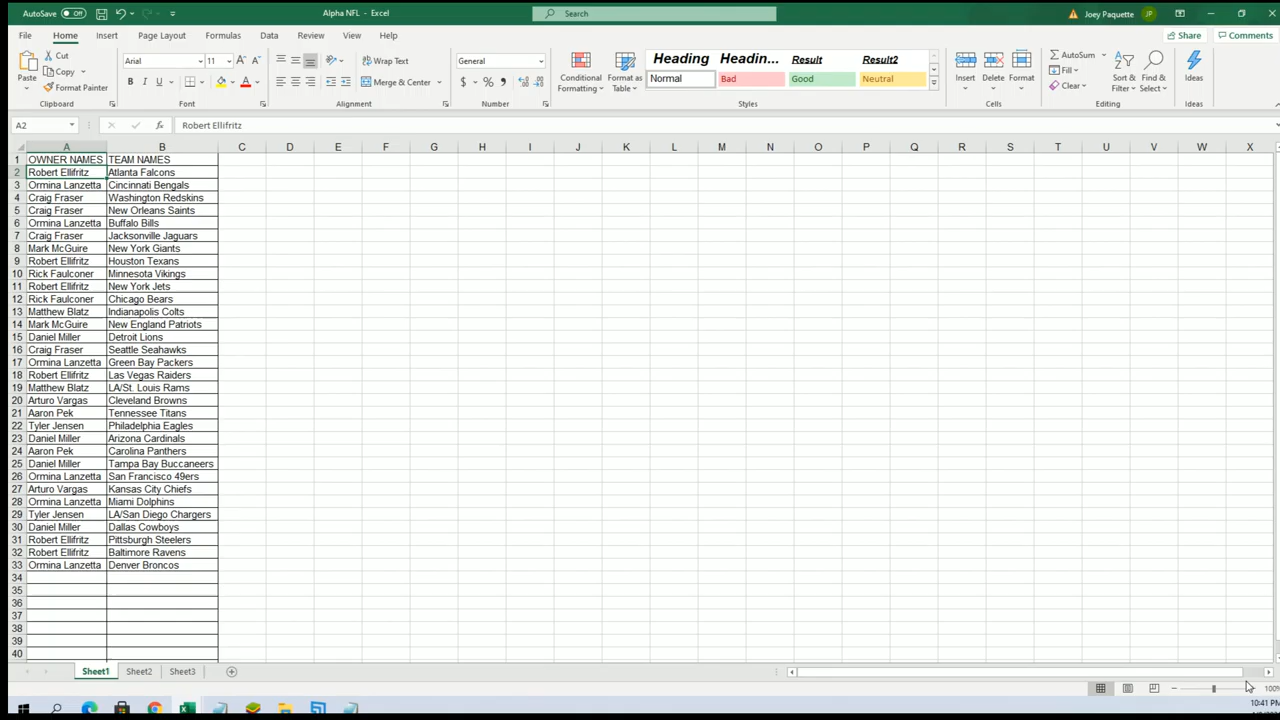 AutoSave Off
Alpha NFL - Excel
Search
Joey Paquette JP
File Home Insert Page Layout Formulas Data Review View Help
Share Comments
Paste Cut Copy Format Painter Clipboard
Arial 11 B I U A A Font
Wrap Text Merge & Center Alignment
General $ % Number
Conditional Formatting Format as Table
Heading Headin... Result Result2
Normal Bad Good Neutral
Styles
Insert Delete Format Cells
AutoSum Fill Clear Sort & Filter Find & Select Editing
Ideas Ideas
A2 fx Robert Ellifritz
A B C D E F G H I J K L M N O P Q R S T U V W X
1 OWNER NAMES TEAM NAMES
2 Robert Ellifritz Atlanta Falcons
3 Ormina Lanzetta Cincinnati Bengals
4 Craig Fraser Washington Redskins
5 Craig Fraser New Orleans Saints
6 Ormina Lanzetta Buffalo Bills
7 Craig Fraser Jacksonville Jaguars
8 Mark McGuire New York Giants
9 Robert Ellifritz Houston Texans
10 Rick Faulconer Minnesota Vikings
11 Robert Ellifritz New York Jets
12 Rick Faulconer Chicago Bears
13 Matthew Blatz Indianapolis Colts
14 Mark McGuire New England Patriots
15 Daniel Miller Detroit Lions
16 Craig Fraser Seattle Seahawks
17 Ormina Lanzetta Green Bay Packers
18 Robert Ellifritz Las Vegas Raiders
19 Matthew Blatz LA/St. Louis Rams
20 Arturo Vargas Cleveland Browns
21 Aaron Pek Tennessee Titans
22 Tyler Jensen Philadelphia Eagles
23 Daniel Miller Arizona Cardinals
24 Aaron Pek Carolina Panthers
25 Daniel Miller Tampa Bay Buccaneers
26 Ormina Lanzetta San Francisco 49ers
27 Arturo Vargas Kansas City Chiefs
28 Ormina Lanzetta Miami Dolphins
29 Tyler Jensen LA/San Diego Chargers
30 Daniel Miller Dallas Cowboys
31 Robert Ellifritz Pittsburgh Steelers
32 Robert Ellifritz Baltimore Ravens
33 Ormina Lanzetta Denver Broncos
34
35
36
37
38
39
40
Sheet1 Sheet2 Sheet3
100%
10:41 PM